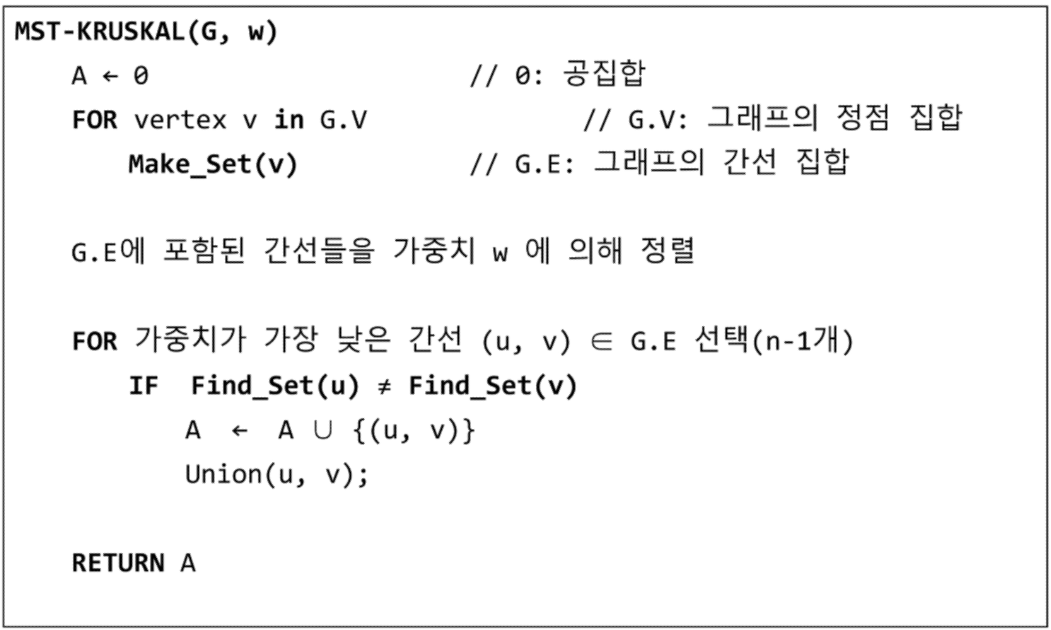 MST-KRUSKAL(G, w)
A ← 0 // 0: 공집합
FOR vertex v in G.V // G.V: 그래프의 정점 집합
Make_Set(v) // G.E: 그래프의 간선 집합
G.E에 포함된 간선들을 가중치 w 에 의해 정렬
FOR 가중치가 가장 낮은 간선 (u, v) ∈ G.E 선택(n-1개)
IF Find_Set(u) ≠ Find_Set(v)
A ← A ∪ {(u, v)}
Union(u, v);
RETURN A